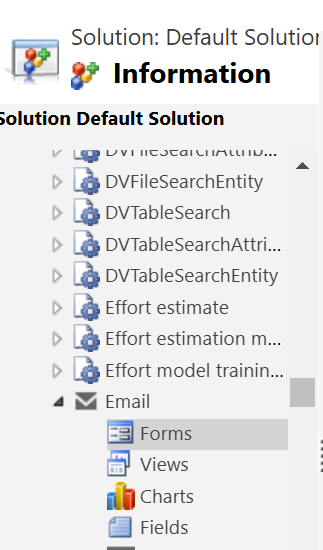 Solution: Default Solution
Information
Solution Default Solution
DVFileSearchAttrib...
DVFileSearchEntity
DVTableSearch
DVTableSearchAttri...
DVTableSearchEntity
Effort estimate
Effort estimation m...
Effort model trainin...
Email
Forms
Views
Charts
Fields